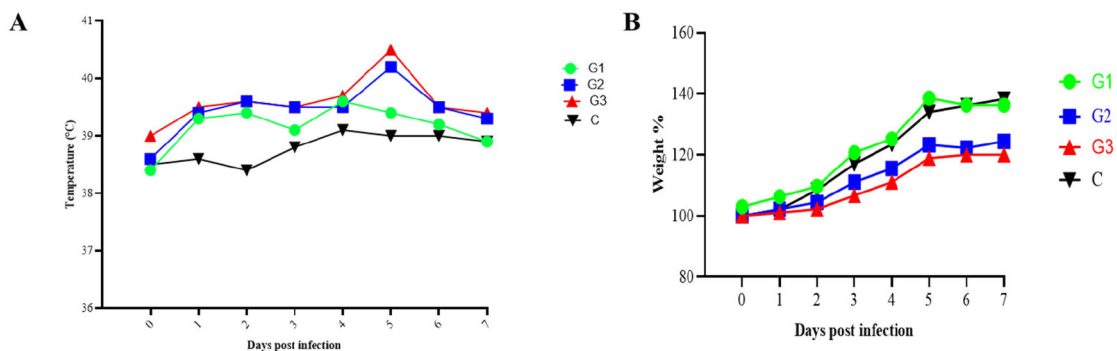 A
Temperature (°C)
41
40
39
38
37
36
0 1 2 3 4 5 6 7
Days post infection
G1
G2
G3
C
B
Weight %
160
140
120
100
80
0 1 2 3 4 5 6 7
Days post infection
G1
G2
G3
C